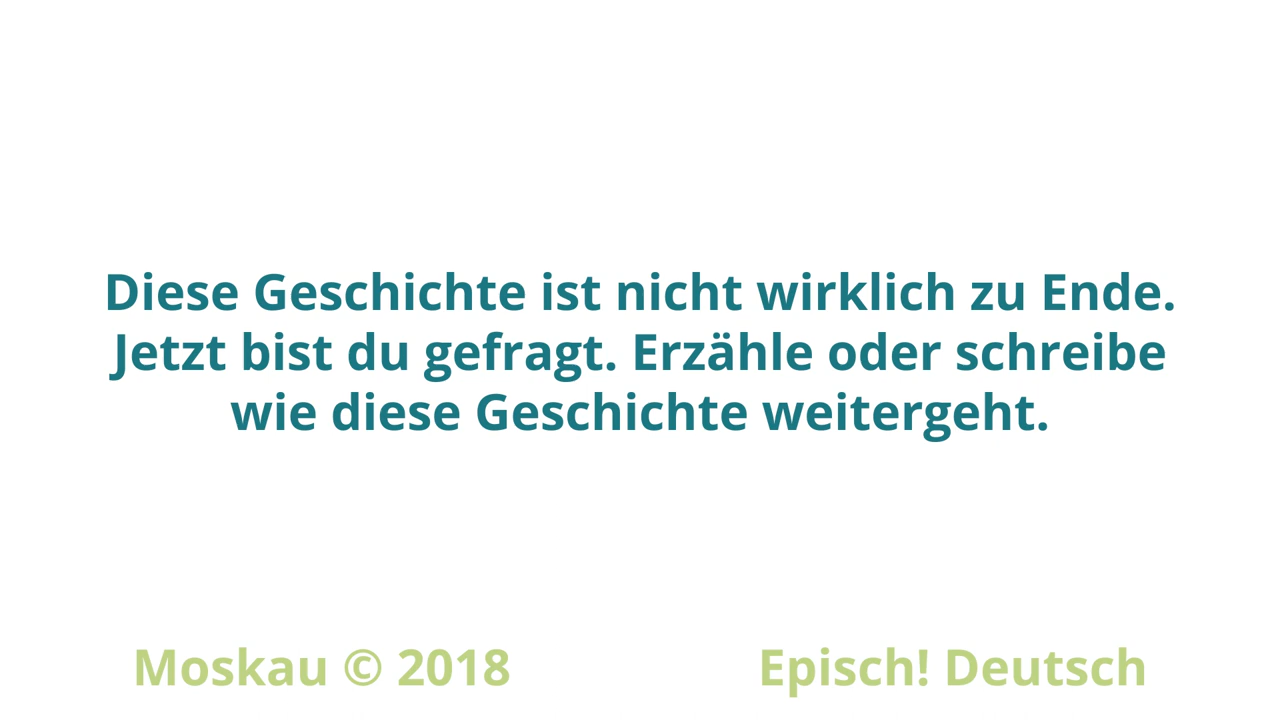 Diese Geschichte ist nicht wirklich zu Ende.
Jetzt bist du gefragt. Erzähle oder schreibe
wie diese Geschichte weitergeht.
Moskau © 2018
Episch! Deutsch